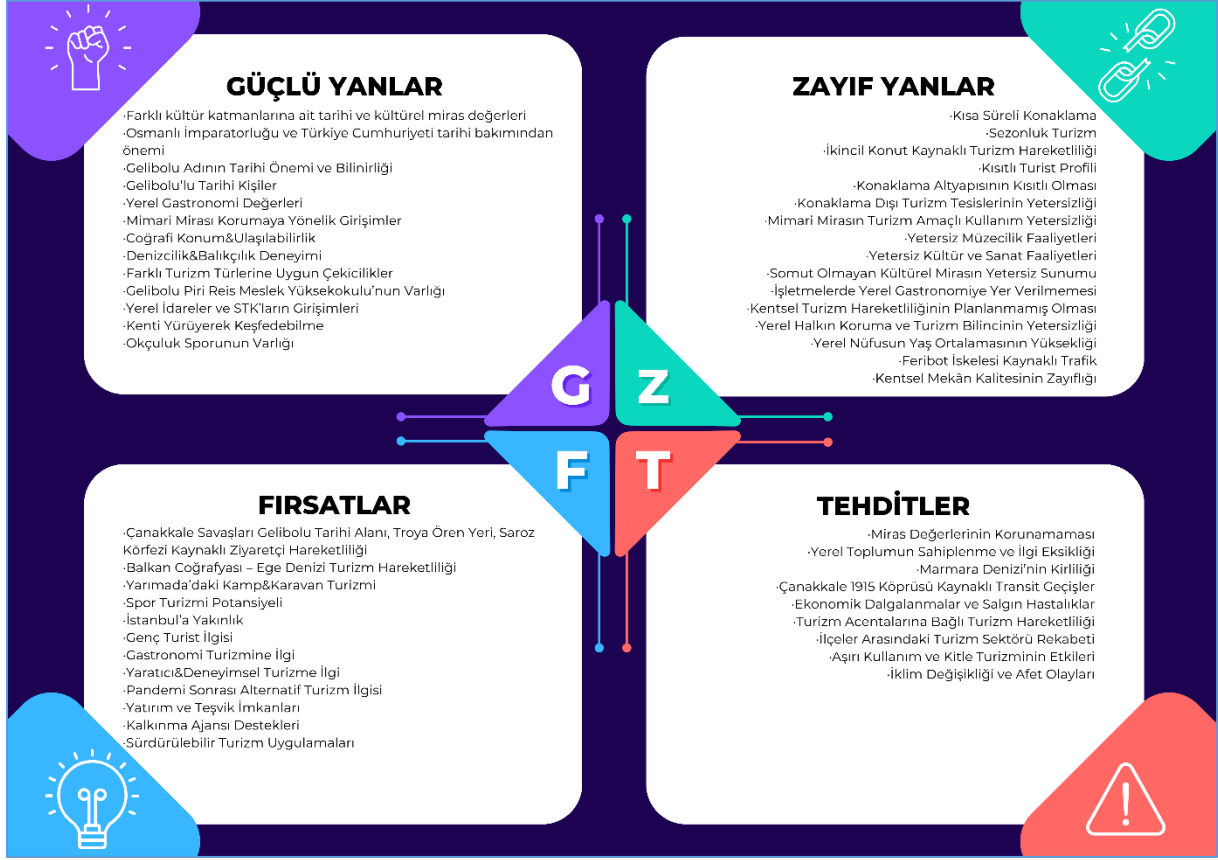 GÜÇLÜ YANLAR
·Farklı kültür katmanlarına ait tarihi ve kültürel miras değerleri
·Osmanlı İmparatorluğu ve Türkiye Cumhuriyeti tarihi bakımından
önemi
·Gelibolu Adının Tarihi Önemi ve Bilinirliği
·Gelibolu'lu Tarihi Kişiler
·Yerel Gastronomi Değerleri
·Mimari Mirası Korumaya Yönelik Girişimler
·Coğrafi Konum&Ulaşılabilirlik
·Denizcilik&Balıkçılık Deneyimi
·Farklı Turizm Türlerine Uygun Çekicilikler
·Gelibolu Piri Reis Meslek Yüksekokulu'nun Varlığı
·Yerel İdareler ve STK'ların Girişimleri
·Kenti Yürüyerek Keşfedebilme
·Okçuluk Sporunun Varlığı
ZAYIF YANLAR
·Kısa Süreli Konaklama
·Sezonluk Turizm
·İkincil Konut Kaynaklı Turizm Hareketliliği
·Kısıtlı Turist Profili
·Konaklama Altyapısının Kısıtlı Olması
·Konaklama Dışı Turizm Tesislerinin Yetersizliği
·Mimari Mirasın Turizm Amaçlı Kullanım Yetersizliği
·Yetersiz Müzecilik Faaliyetleri
·Yetersiz Kültür ve Sanat Faaliyetleri
·Somut Olmayan Kültürel Mirasın Yetersiz Sunumu
·İşletmelerde Yerel Gastronomiye Yer Verilmemesi
·Kentsel Turizm Hareketliliğinin Planlanmamış Olması
·Yerel Halkın Koruma ve Turizm Bilincinin Yetersizliği
·Yerel Nüfusun Yaş Ortalamasının Yüksekliği
·Feribot İskelesi Kaynaklı Trafik
·Kentsel Mekân Kalitesinin Zayıflığı
G Z
F T
FIRSATLAR
·Çanakkale Savaşları Gelibolu Tarihi Alanı, Troya Ören Yeri, Saroz
Körfezi Kaynaklı Ziyaretçi Hareketliliği
·Balkan Coğrafyası – Ege Denizi Turizm Hareketliliği
·Yarımada'daki Kamp&Karavan Turizmi
·Spor Turizmi Potansiyeli
·İstanbul'a Yakınlık
·Genç Turist İlgisi
·Gastronomi Turizmine İlgi
·Yaratıcı&Deneyimsel Turizme İlgi
·Pandemi Sonrası Alternatif Turizm İlgisi
·Yatırım ve Teşvik İmkanları
·Kalkınma Ajansı Destekleri
·Sürdürülebilir Turizm Uygulamaları
TEHDİTLER
·Miras Değerlerinin Korunamaması
·Yerel Toplumun Sahiplenme ve İlgi Eksikliği
·Marmara Denizi'nin Kirliliği
·Çanakkale 1915 Köprüsü Kaynaklı Transit Geçişler
·Ekonomik Dalgalanmalar ve Salgın Hastalıklar
·Turizm Acentalarına Bağlı Turizm Hareketliliği
·İlçeler Arasındaki Turizm Sektörü Rekabeti
·Aşırı Kullanım ve Kitle Turizminin Etkileri
·İklim Değişikliği ve Afet Olayları